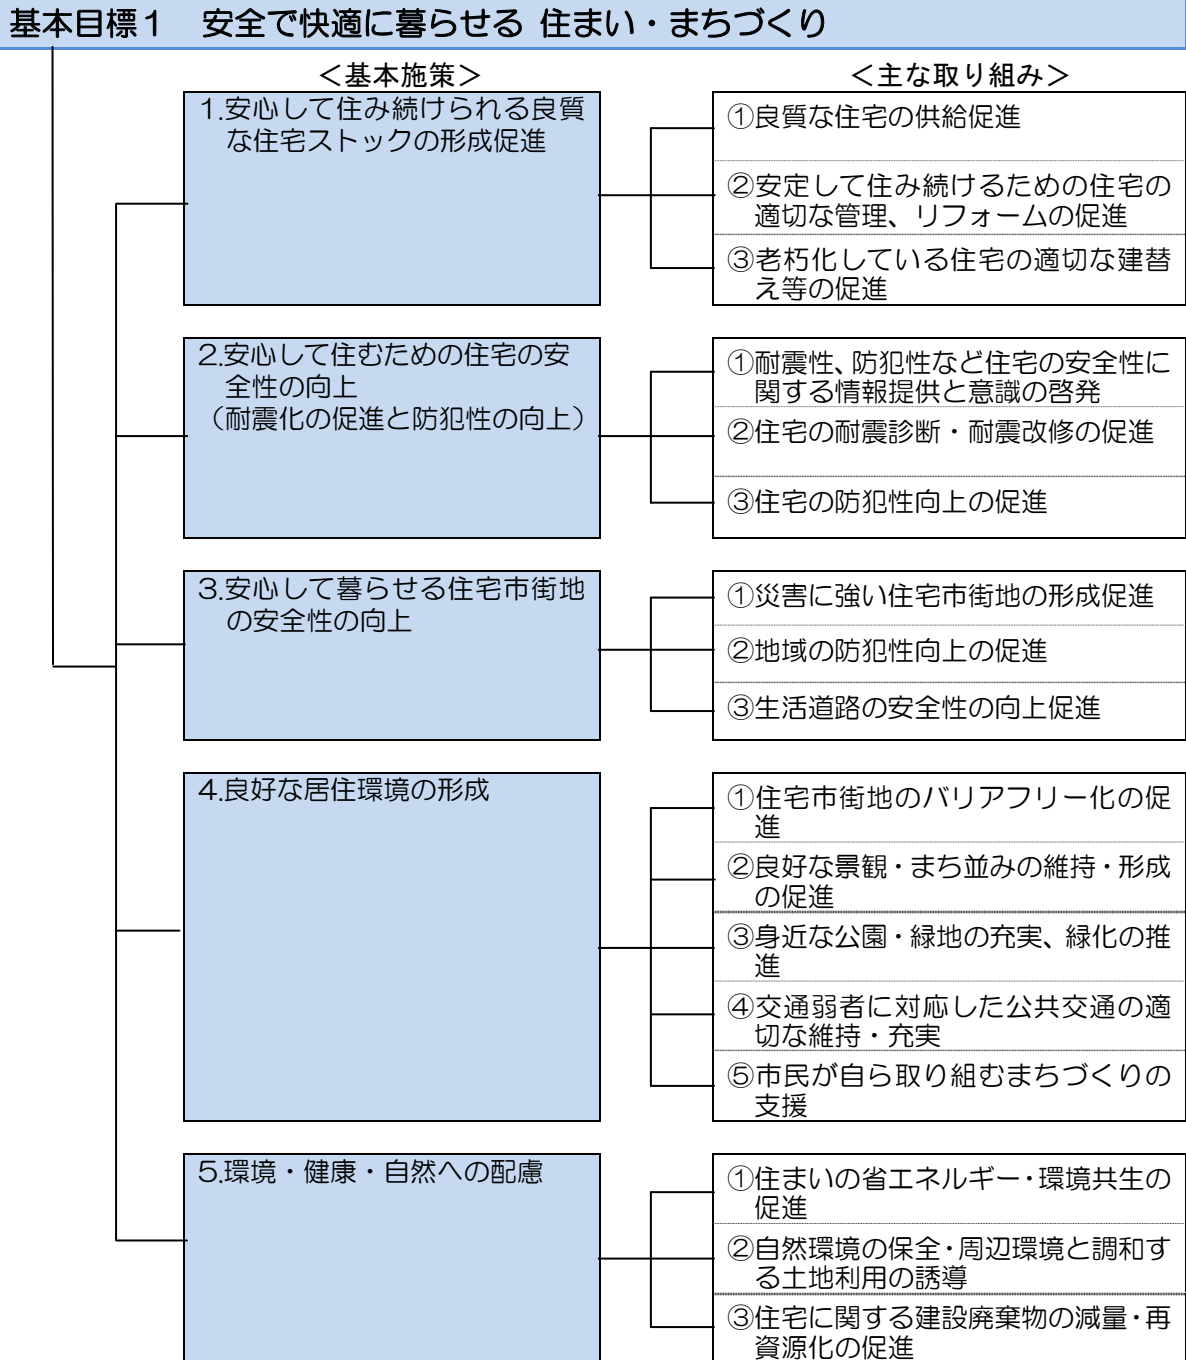 基本目標１　安全で快適に暮らせる 住まい・まちづくり
＜基本施策＞
＜主な取り組み＞
1.安心して住み続けられる良質
な住宅ストックの形成促進
①良質な住宅の供給促進
②安定して住み続けるための住宅の
適切な管理、リフォームの促進
③老朽化している住宅の適切な建替
え等の促進
2.安心して住むための住宅の安
全性の向上
（耐震化の促進と防犯性の向上）
①耐震性、防犯性など住宅の安全性に
関する情報提供と意識の啓発
②住宅の耐震診断・耐震改修の促進
③住宅の防犯性向上の促進
3.安心して暮らせる住宅市街地
の安全性の向上
①災害に強い住宅市街地の形成促進
②地域の防犯性向上の促進
③生活道路の安全性の向上促進
4.良好な居住環境の形成
①住宅市街地のバリアフリー化の促
進
②良好な景観・まち並みの維持・形成
の促進
③身近な公園・緑地の充実、緑化の推
進
④交通弱者に対応した公共交通の適
切な維持・充実
⑤市民が自ら取り組むまちづくりの
支援
5.環境・健康・自然への配慮
①住まいの省エネルギー・環境共生の
促進
②自然環境の保全・周辺環境と調和す
る土地利用の誘導
③住宅に関する建設廃棄物の減量・再
資源化の促進